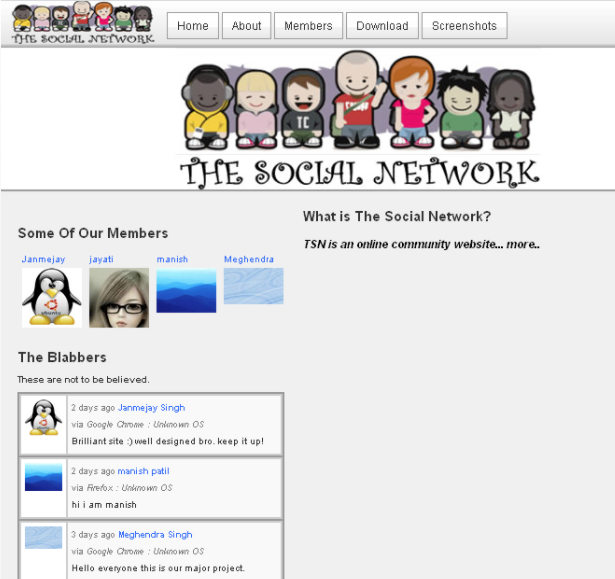 THE SOCIAL NETWORK
Home About Members Download Screenshots
TC
THE SOCIAL NETWORK
What is The Social Network?
TSN is an online community website... more..
Some Of Our Members
Janmejay jayati manish Meghendra
ubuntu
The Blabbers
These are not to be believed.
2 days ago Janmejay Singh
via Google Chrome : Unknown OS
Brilliant site :) well designed bro. keep it up!
2 days ago manish patil
via Firefox : Unknown OS
hi i am manish
3 days ago Meghendra Singh
via Google Chrome : Unknown OS
Hello everyone this is our major project.